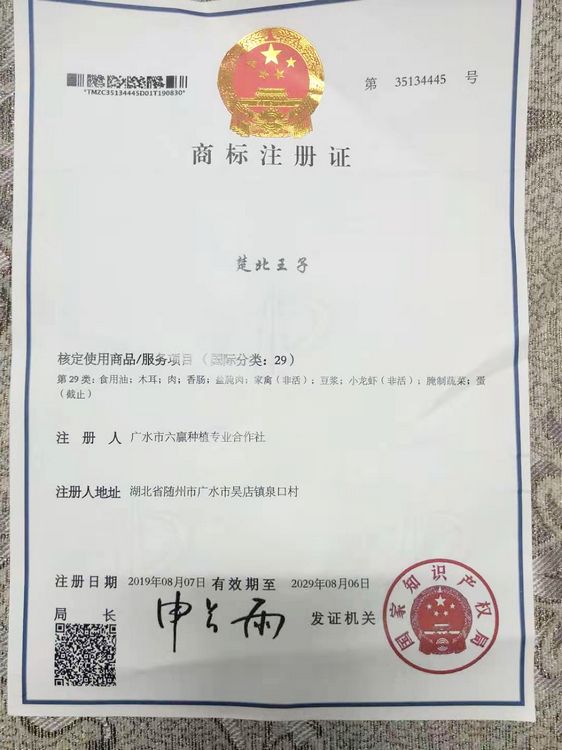 第 35134445 号
*TMZC35134445D01T190830*
商标注册证
楚北王子
核定使用商品/服务项目（国际分类：29）
第29类：食用油；木耳；肉；香肠；盐腌肉；家禽（非活）；豆浆；小龙虾（非活）；腌制蔬菜；蛋
（截止）
注册人 广水市六赢种植专业合作社
注册人地址 湖北省随州市广水市吴店镇泉口村
注册日期 2019年08月07日 有效期至 2029年08月06日
局长 申长雨 发证机关
国家知识产权局